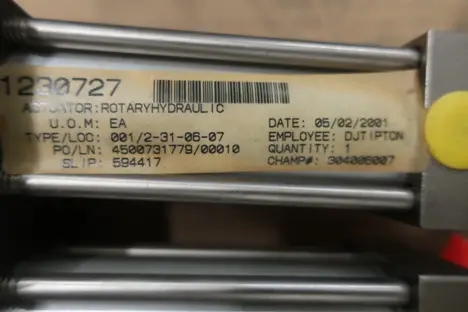 1230727
ACTUATOR:ROTARYHYDRAULIC
U.O.M: EA
DATE: 05/02/2001
TYPE/LOC: 001/2-31-06-07
EMPLOYEE: DJTIPTON
PO/LN: 4500731779/00010
QUANTITY: 1
SLIP: 594417
CHAMP#: 304005007